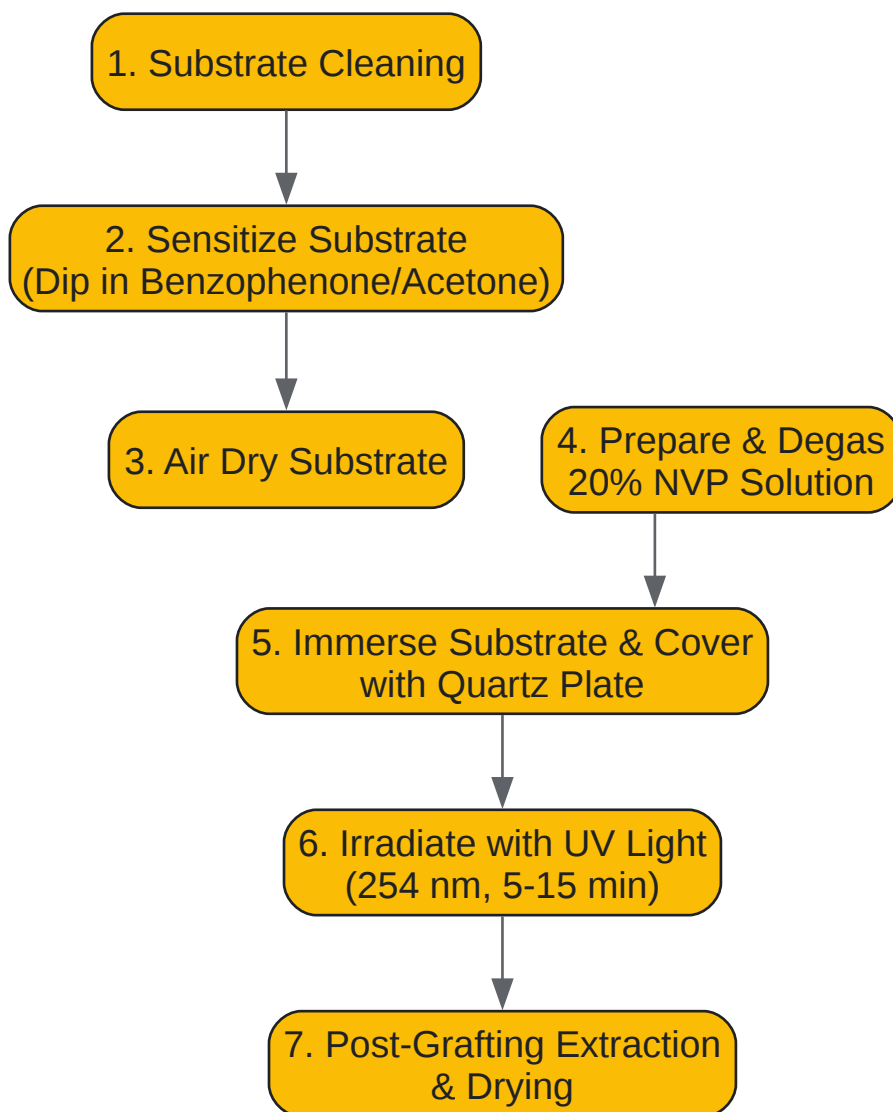 1. Substrate Cleaning
2. Sensitize Substrate
(Dip in Benzophenone/Acetone)
3. Air Dry Substrate
4. Prepare & Degas
20% NVP Solution
5. Immerse Substrate & Cover
with Quartz Plate
6. Irradiate with UV Light
(254 nm, 5-15 min)
7. Post-Grafting Extraction
& Drying